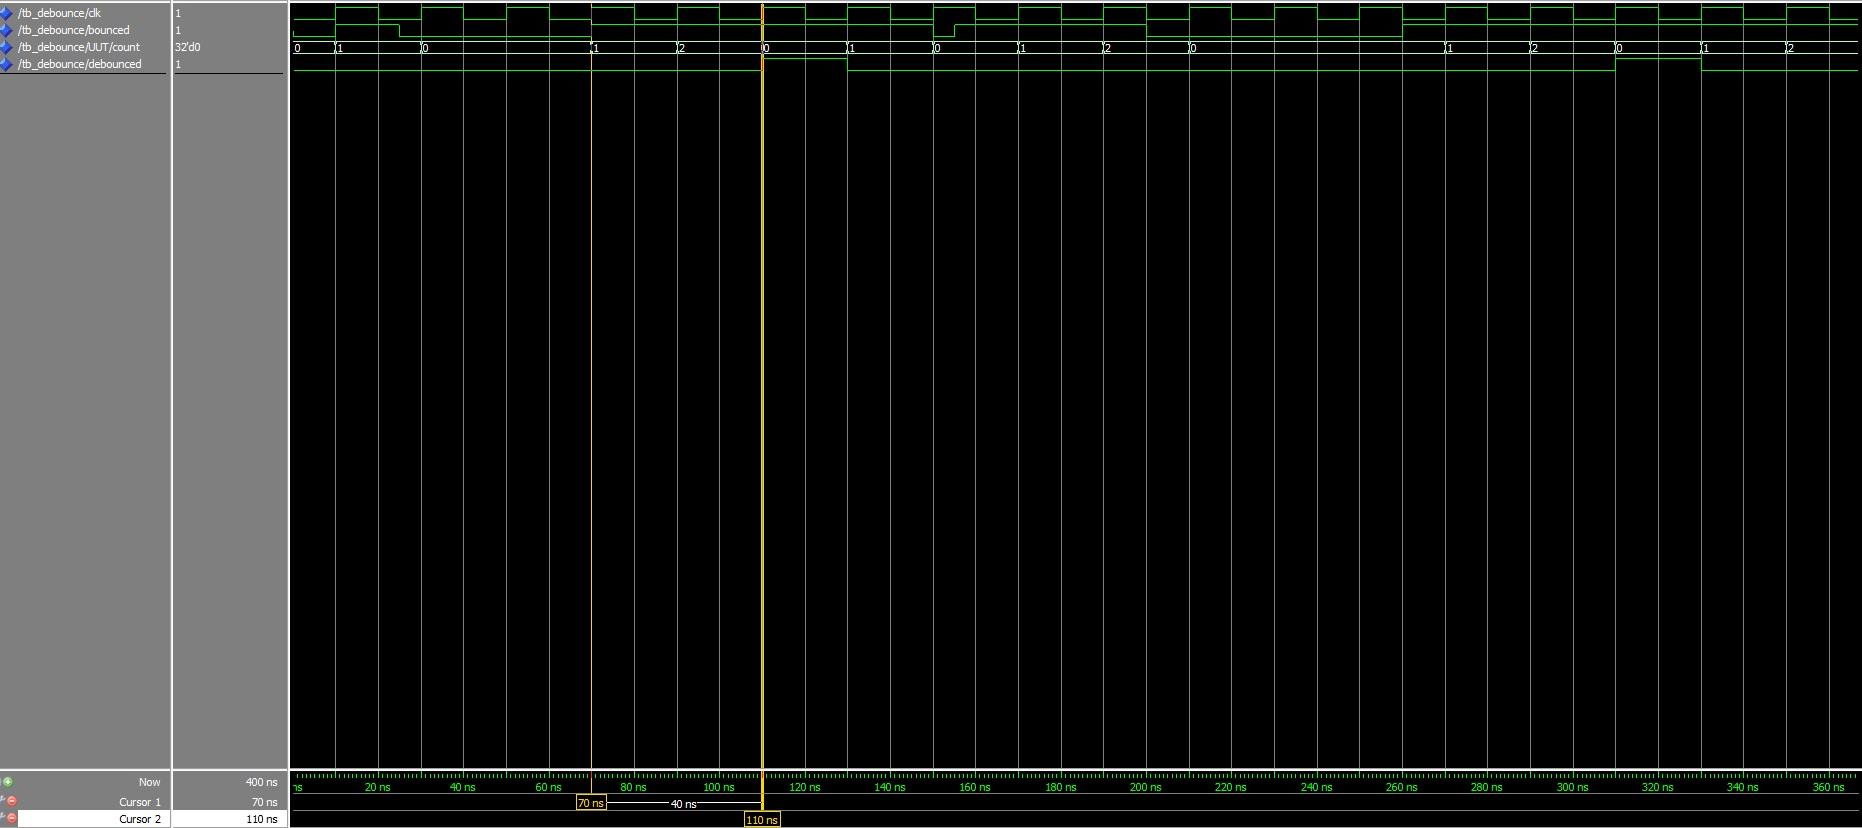 /tb_debounce/clk 1
/tb_debounce/bounced 1
/tb_debounce/UUT/count 32'd0 0 1 0 1 2 0 1 0 1 2 0 1 2 0 1 2
/tb_debounce/debounced 1
Now 400 ns ns 20 ns 40 ns 60 ns 80 ns 100 ns 120 ns 140 ns 160 ns 180 ns 200 ns 220 ns 240 ns 260 ns 280 ns 300 ns 320 ns 340 ns 360 ns
Cursor 1 70 ns 70 ns 40 ns
Cursor 2 110 ns 110 ns